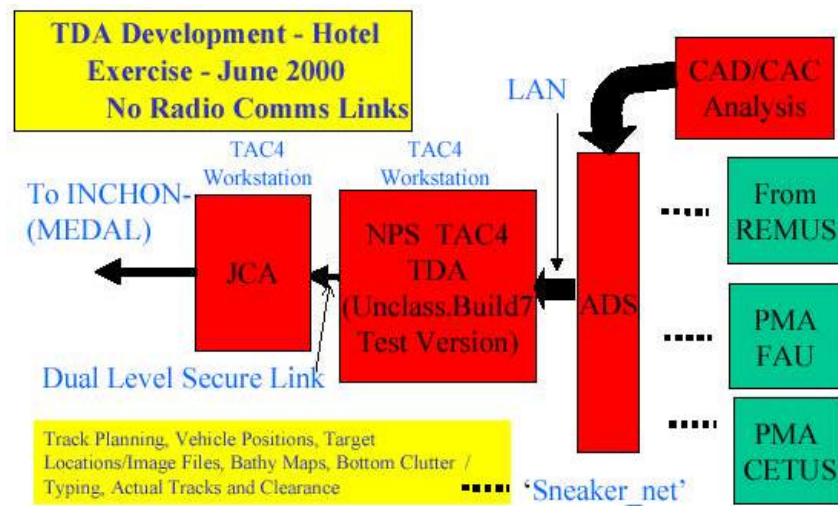 TDA Development - Hotel
Exercise - June 2000
No Radio Comms Links
LAN
CAD/CAC
Analysis
TAC4
Workstation
TAC4
Workstation
To INCHON-
(MEDAL)
JCA
NPS TAC4
TDA
(Unclass.Build7
Test Version)
ADS
From
REMUS
PMA
FAU
PMA
CETUS
Dual Level Secure Link
Track Planning, Vehicle Positions, Target
Locations/Image Files, Bathy Maps, Bottom Clutter /
Typing, Actual Tracks and Clearance
'Sneaker_net'